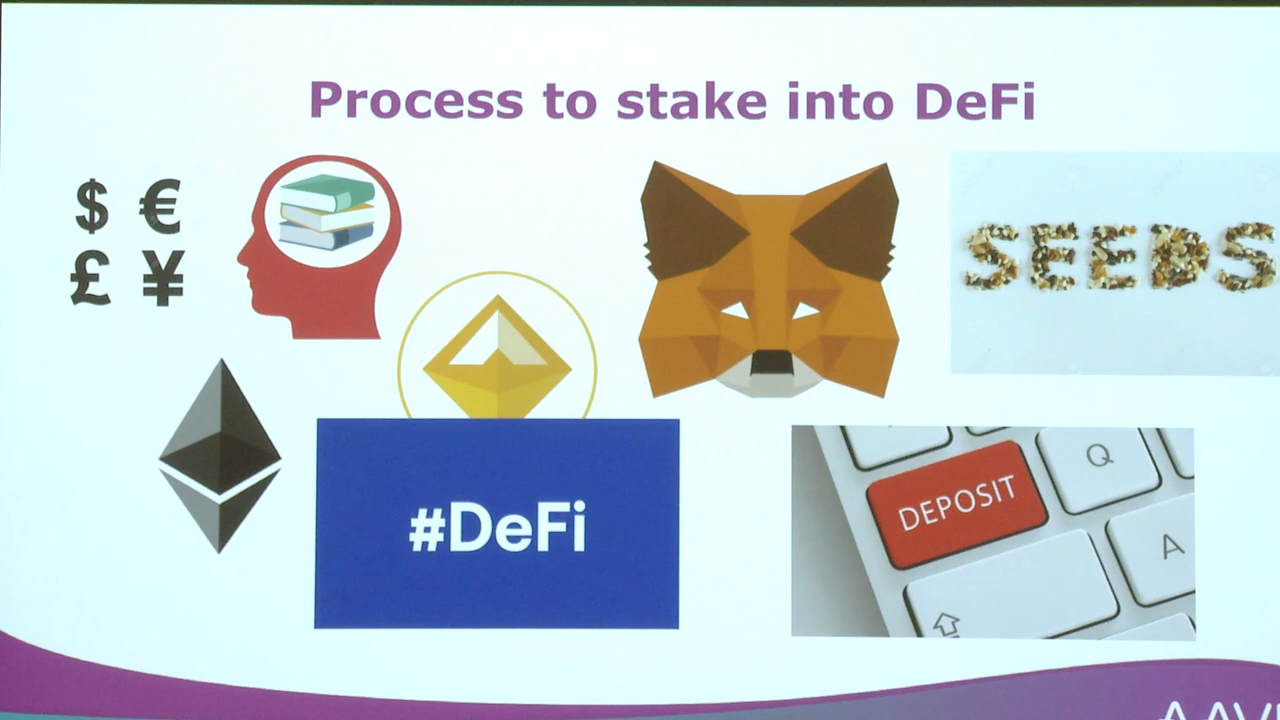 Process to stake into DeFi
$ €
£ ¥
SEEDS
#DeFi
DEPOSIT
Q
A